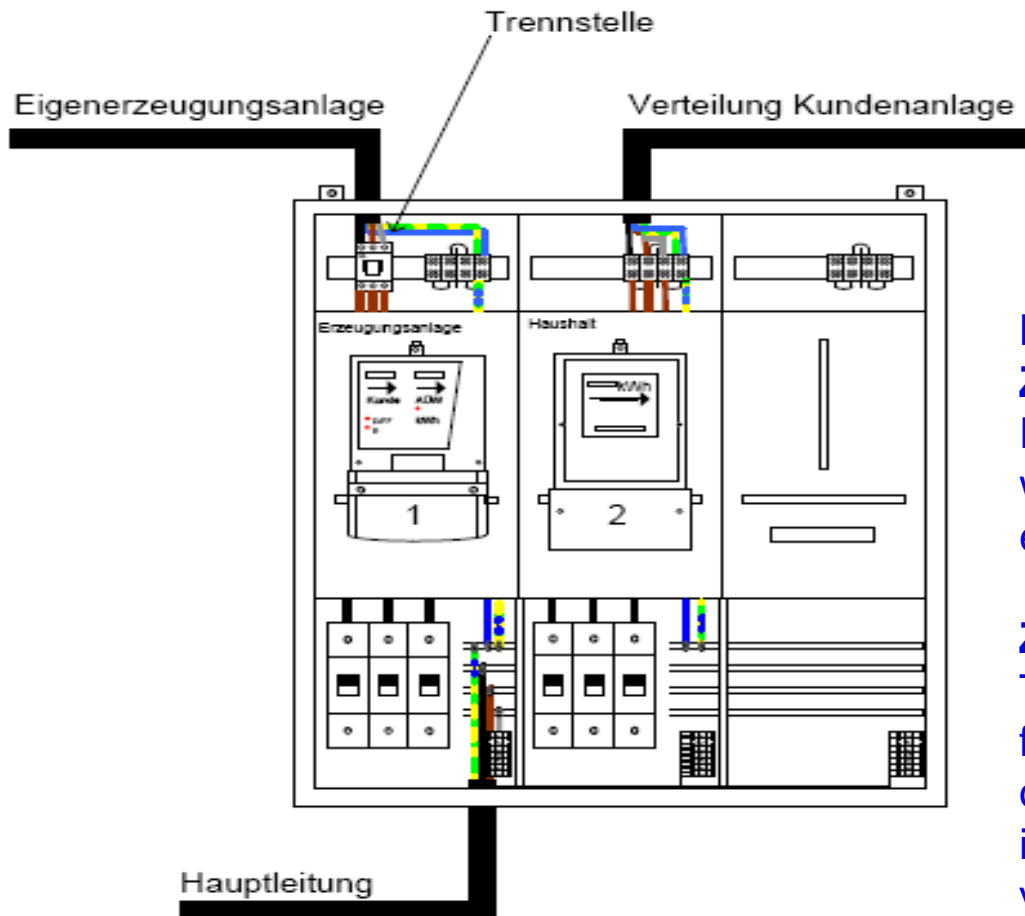 Trennstelle
Eigenerzeugungsanlage
Verteilung Kundenanlage
Erzeugungsanlage
Haushalt
Kunde
kWh
kWh
1
2
Hauptleitung